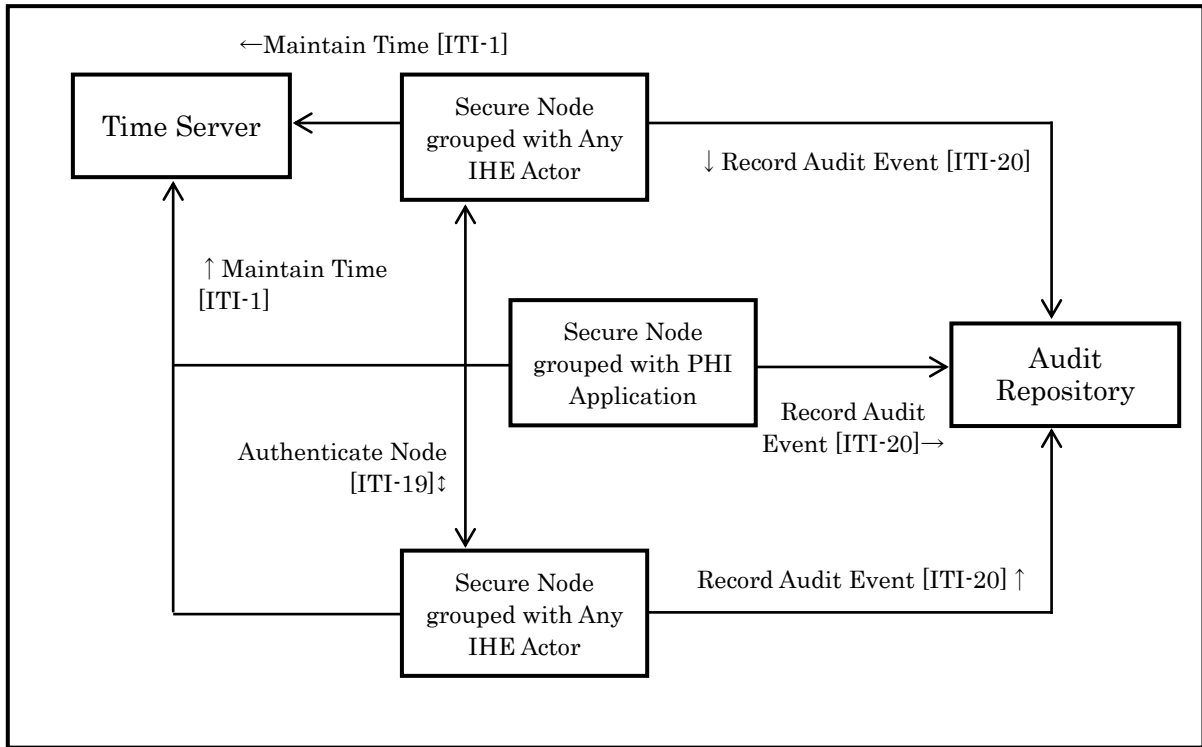 ←Maintain Time [ITI-1]
Time Server
Secure Node
grouped with Any
IHE Actor
↓ Record Audit Event [ITI-20]
↑ Maintain Time
[ITI-1]
Secure Node
grouped with PHI
Application
Audit
Repository
Record Audit
Event [ITI-20]→
Authenticate Node
[ITI-19]↕
Secure Node
grouped with Any
IHE Actor
Record Audit Event [ITI-20] ↑